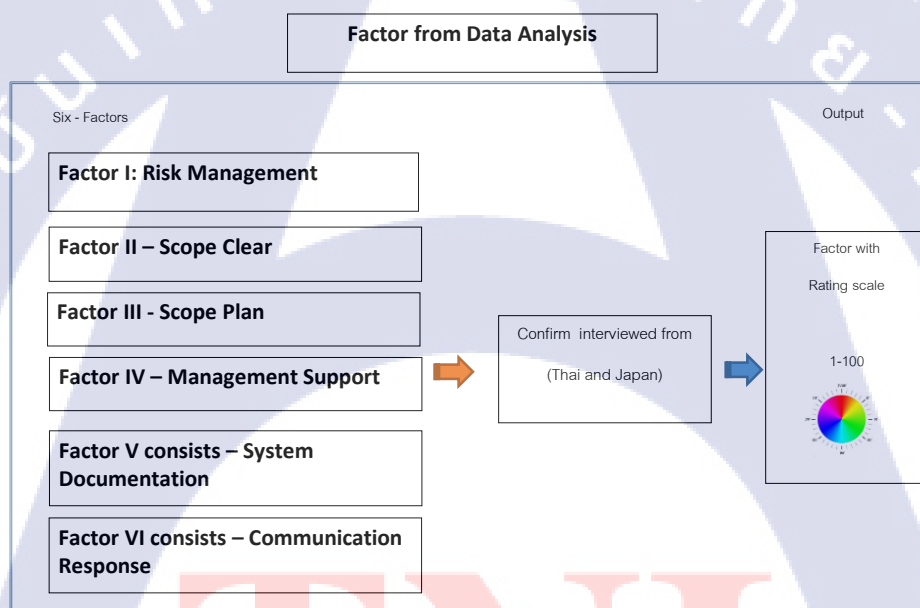 Factor from Data Analysis
Six - Factors
Output
Factor I: Risk Management
Factor II – Scope Clear
Factor III - Scope Plan
Factor IV – Management Support
Factor V consists – System
Documentation
Factor VI consists – Communication
Response
Confirm interviewed from
(Thai and Japan)
Factor with
Rating scale
1-100
TNI